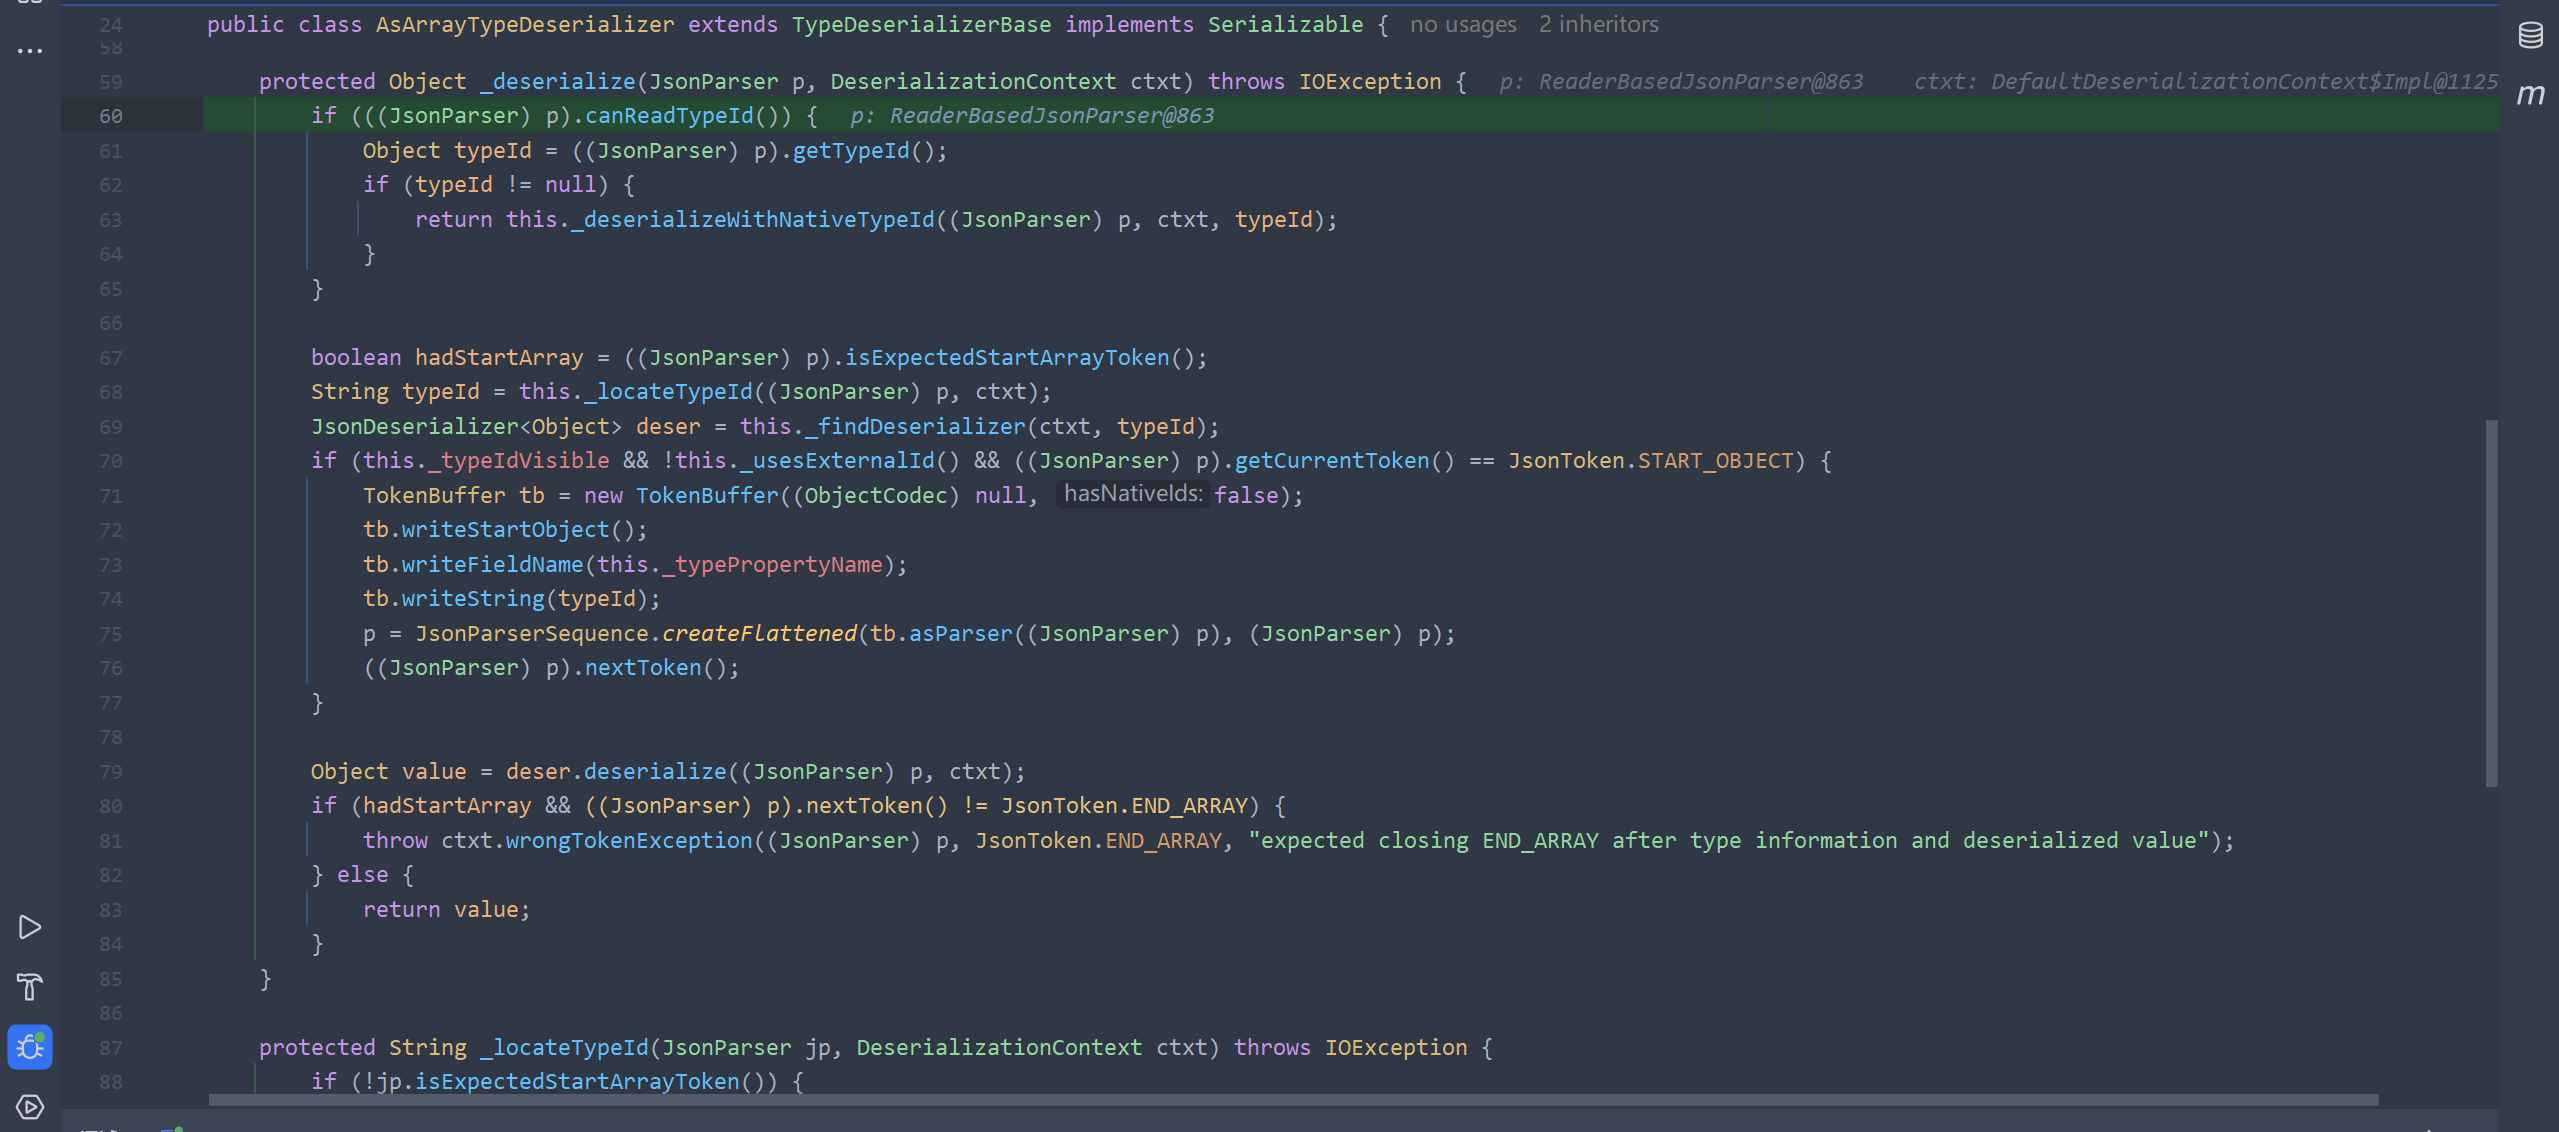 24 public class AsArrayTypeDeserializer extends TypeDeserializerBase implements Serializable { no usages 2 inheritors
58
59 protected Object _deserialize(JsonParser p, DeserializationContext ctxt) throws IOException { p: ReaderBasedJsonParser@863 ctxt: DefaultDeserializationContext$Impl@1125
60 if (((JsonParser) p).canReadTypeId()) { p: ReaderBasedJsonParser@863
61 Object typeId = ((JsonParser) p).getTypeId();
62 if (typeId != null) {
63 return this._deserializeWithNativeTypeId((JsonParser) p, ctxt, typeId);
64 }
65 }
66
67 boolean hadStartArray = ((JsonParser) p).isExpectedStartArrayToken();
68 String typeId = this._locateTypeId((JsonParser) p, ctxt);
69 JsonDeserializer<Object> deser = this._findDeserializer(ctxt, typeId);
70 if (this._typeIdVisible && !this._usesExternalId() && ((JsonParser) p).getCurrentToken() == JsonToken.START_OBJECT) {
71 TokenBuffer tb = new TokenBuffer((ObjectCodec) null, hasNativeIds: false);
72 tb.writeStartObject();
73 tb.writeFieldName(this._typePropertyName);
74 tb.writeString(typeId);
75 p = JsonParserSequence.createFlattened(tb.asParser((JsonParser) p), (JsonParser) p);
76 ((JsonParser) p).nextToken();
77 }
78
79 Object value = deser.deserialize((JsonParser) p, ctxt);
80 if (hadStartArray && ((JsonParser) p).nextToken() != JsonToken.END_ARRAY) {
81 throw ctxt.wrongTokenException((JsonParser) p, JsonToken.END_ARRAY, "expected closing END_ARRAY after type information and deserialized value");
82 } else {
83 return value;
84 }
85 }
86
87 protected String _locateTypeId(JsonParser jp, DeserializationContext ctxt) throws IOException {
88 if (!jp.isExpectedStartArrayToken()) {
m